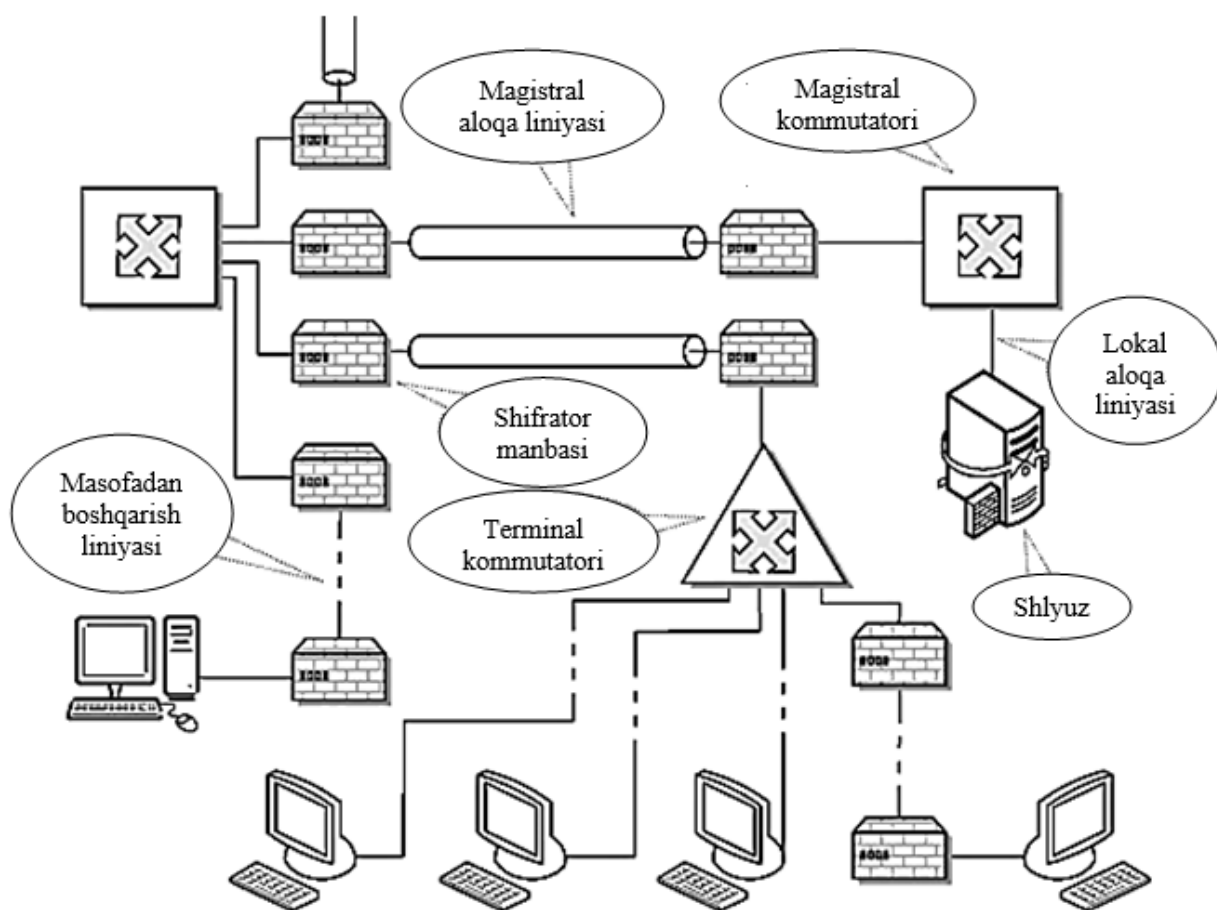 Magistral
aloqa liniyasi
Magistral
kommutatori
Lokal
aloqa
liniyasi
Shifrator
manbasi
Masofadan
boshqarish
liniyasi
Terminal
kommutatori
Shlyuz